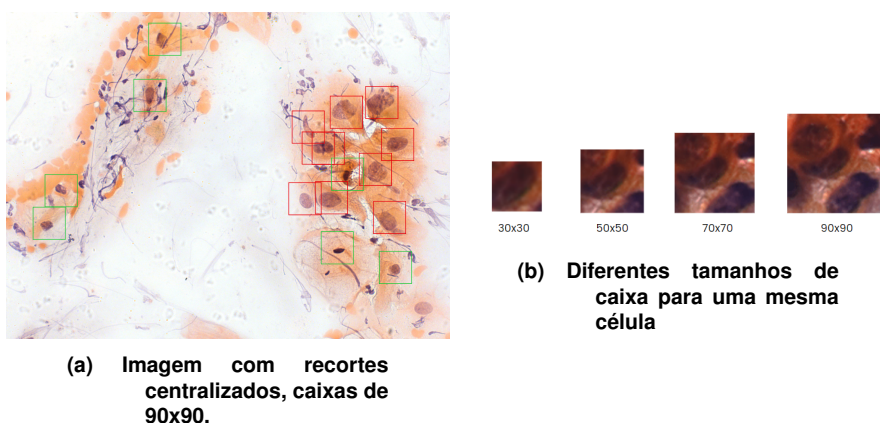 30x30
50x50
70x70
90x90
(b) Diferentes tamanhos de
caixa para uma mesma
célula
(a) Imagem com recortes
centralizados, caixas de
90x90.